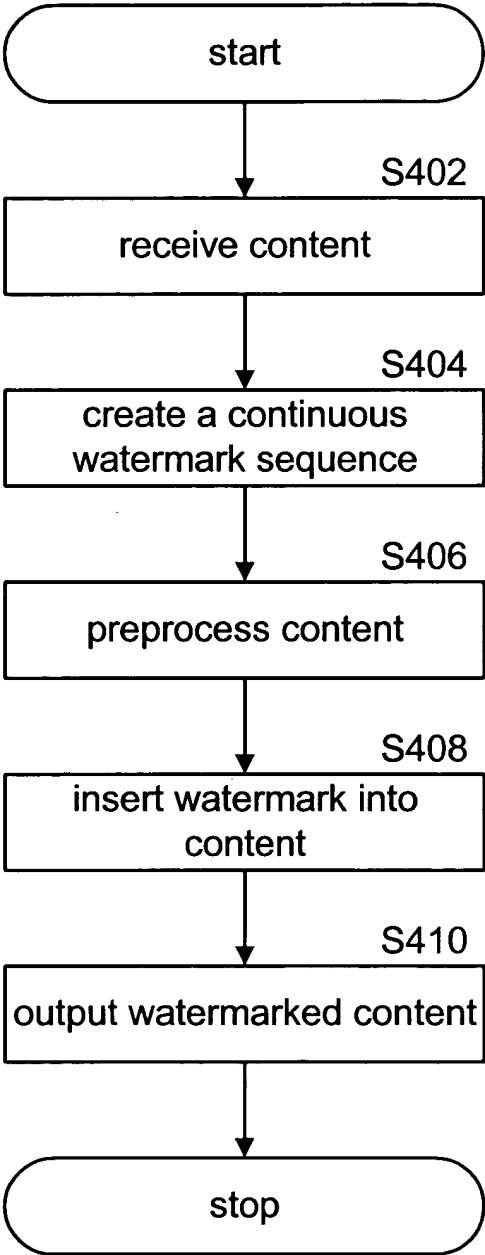 start
S402
receive content
S404
create a continuous
watermark sequence
S406
preprocess content
S408
insert watermark into
content
S410
output watermarked content
stop